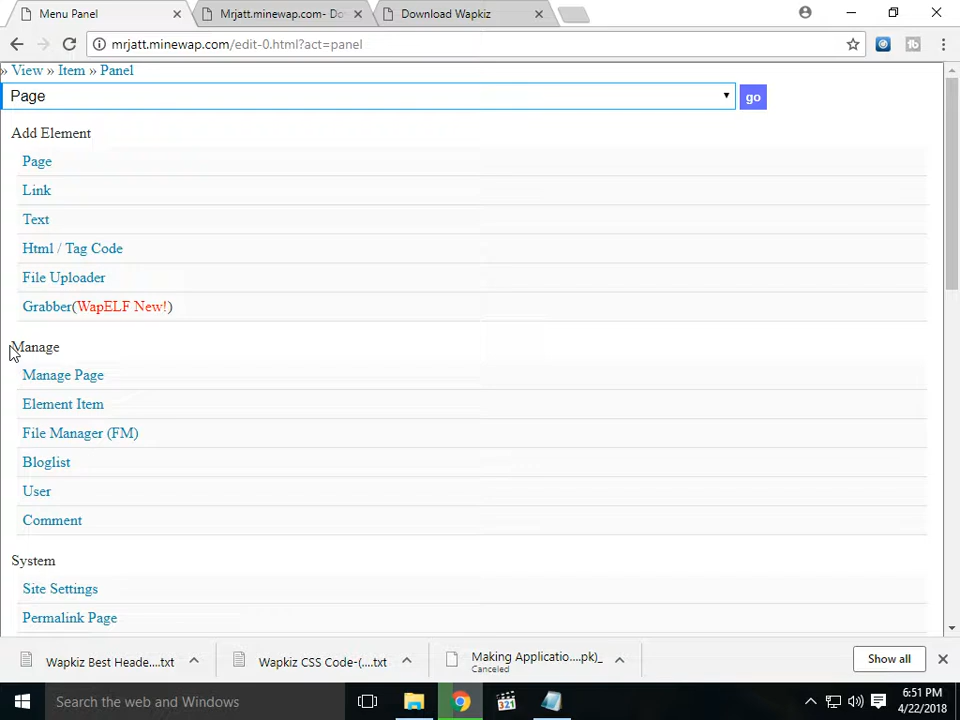 Menu Panel
Mrjatt.minewap.com- Do
Download Wapkiz
mrjatt.minewap.com/edit-0.html?act=panel
» View » Item » Panel
Page
go
Add Element
Page
Link
Text
Html / Tag Code
File Uploader
Grabber(WapELF New!)
Manage
Manage Page
Element Item
File Manager (FM)
Bloglist
User
Comment
System
Site Settings
Permalink Page
Wapkiz Best Heade....txt
Wapkiz CSS Code-(....txt
Making Applicatio....pk)_
Canceled
Show all
Search the web and Windows
321
6:51 PM
4/22/2018